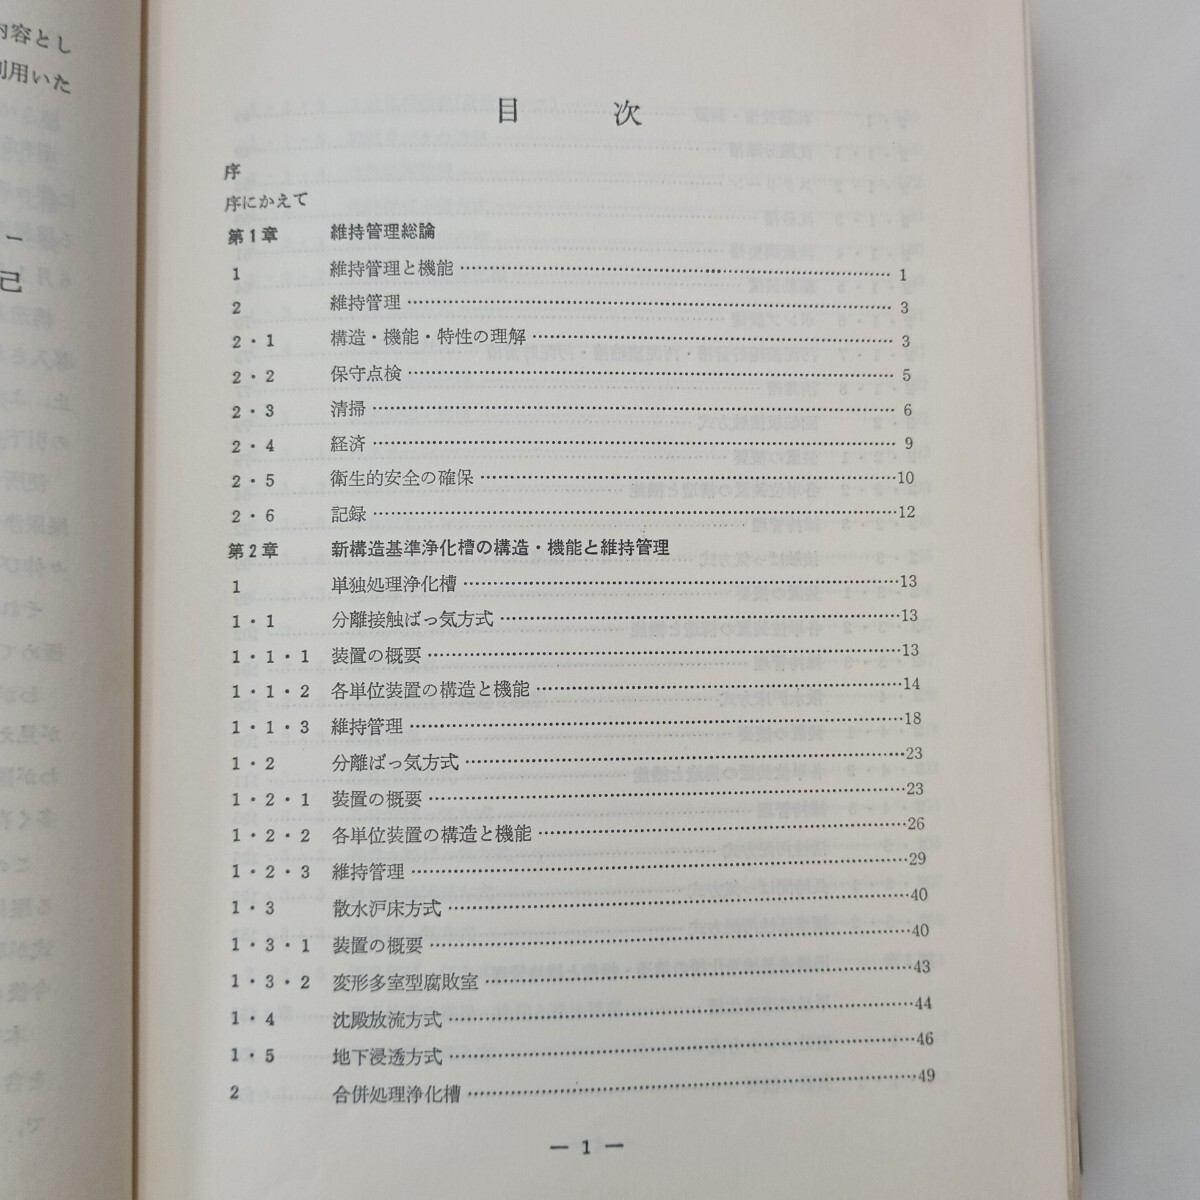 内容とし
利用いた
己
目 次
序
序にかえて
第1章 維持管理総論
1 維持管理と機能 1
2 維持管理 3
2・1 構造・機能・特性の理解 3
2・2 保守点検 5
2・3 清掃 6
2・4 経済 9
2・5 衛生的安全の確保 10
2・6 記録 12
第2章 新構造基準浄化槽の構造・機能と維持管理
1 単独処理浄化槽 13
1・1 分離接触ばっ気方式 13
1・1・1 装置の概要 13
1・1・2 各単位装置の構造と機能 14
1・1・3 維持管理 18
1・2 分離ばっ気方式 23
1・2・1 装置の概要 23
1・2・2 各単位装置の構造と機能 26
1・2・3 維持管理 29
1・3 散水沪床方式 40
1・3・1 装置の概要 40
1・3・2 変形多室型腐敗室 43
1・4 沈殿放流方式 44
1・5 地下浸透方式 46
2 合併処理浄化槽 49
— 1 —